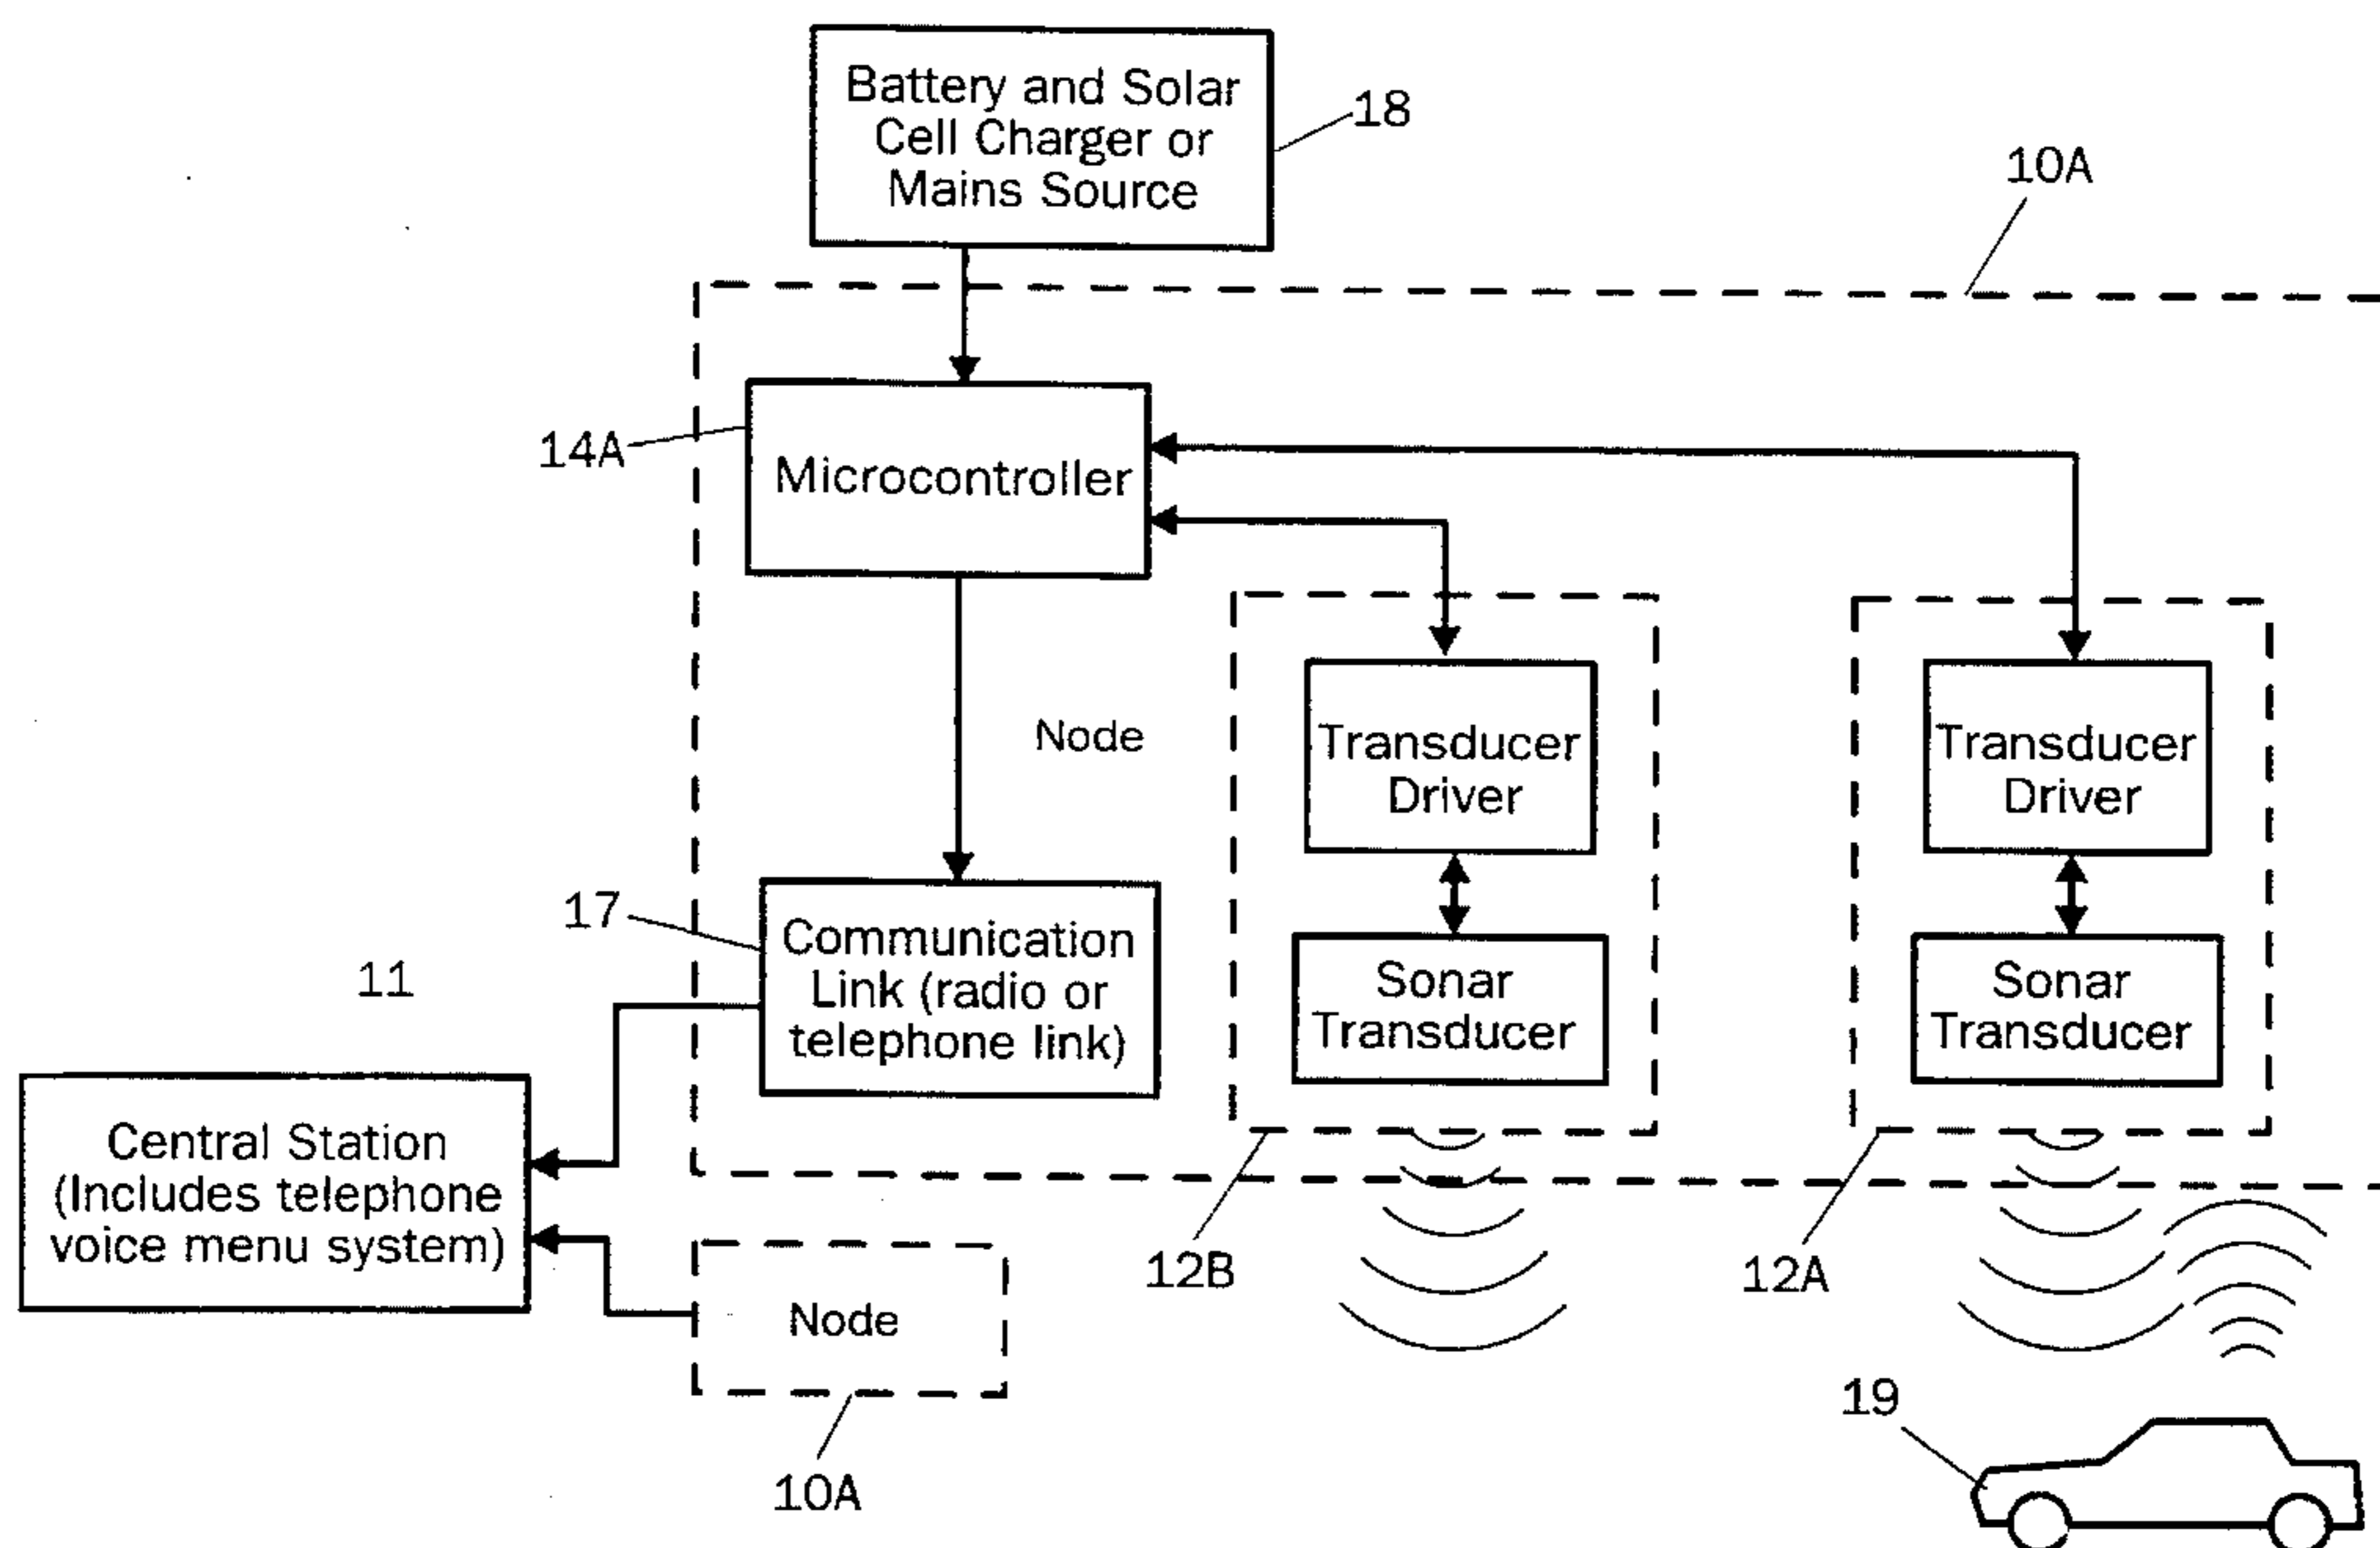 Battery and Solar
Cell Charger or
Mains Source
18
10A
14A
Microcontroller
Node
Transducer
Driver
Transducer
Driver
17
Communication
Link (radio or
telephone link)
Sonar
Transducer
Sonar
Transducer
11
Central Station
(Includes telephone
voice menu system)
12B
12A
Node
10A
19